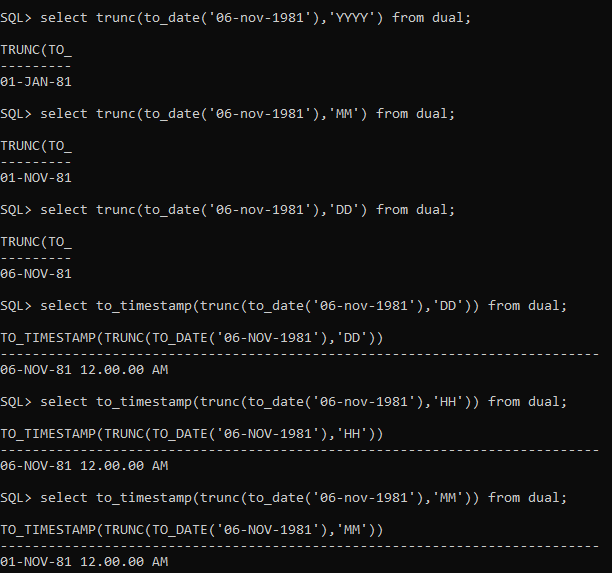 SQL> select trunc(to_date('06-nov-1981'),'YYYY') from dual;
TRUNC(TO_
---------
01-JAN-81
SQL> select trunc(to_date('06-nov-1981'),'MM') from dual;
TRUNC(TO_
---------
01-NOV-81
SQL> select trunc(to_date('06-nov-1981'),'DD') from dual;
TRUNC(TO_
---------
06-NOV-81
SQL> select to_timestamp(trunc(to_date('06-nov-1981'),'DD')) from dual;
TO_TIMESTAMP(TRUNC(TO_DATE('06-NOV-1981'),'DD'))
---------------------------------------------------------------------------
06-NOV-81 12.00.00 AM
SQL> select to_timestamp(trunc(to_date('06-nov-1981'),'HH')) from dual;
TO_TIMESTAMP(TRUNC(TO_DATE('06-NOV-1981'),'HH'))
---------------------------------------------------------------------------
06-NOV-81 12.00.00 AM
SQL> select to_timestamp(trunc(to_date('06-nov-1981'),'MM')) from dual;
TO_TIMESTAMP(TRUNC(TO_DATE('06-NOV-1981'),'MM'))
---------------------------------------------------------------------------
01-NOV-81 12.00.00 AM